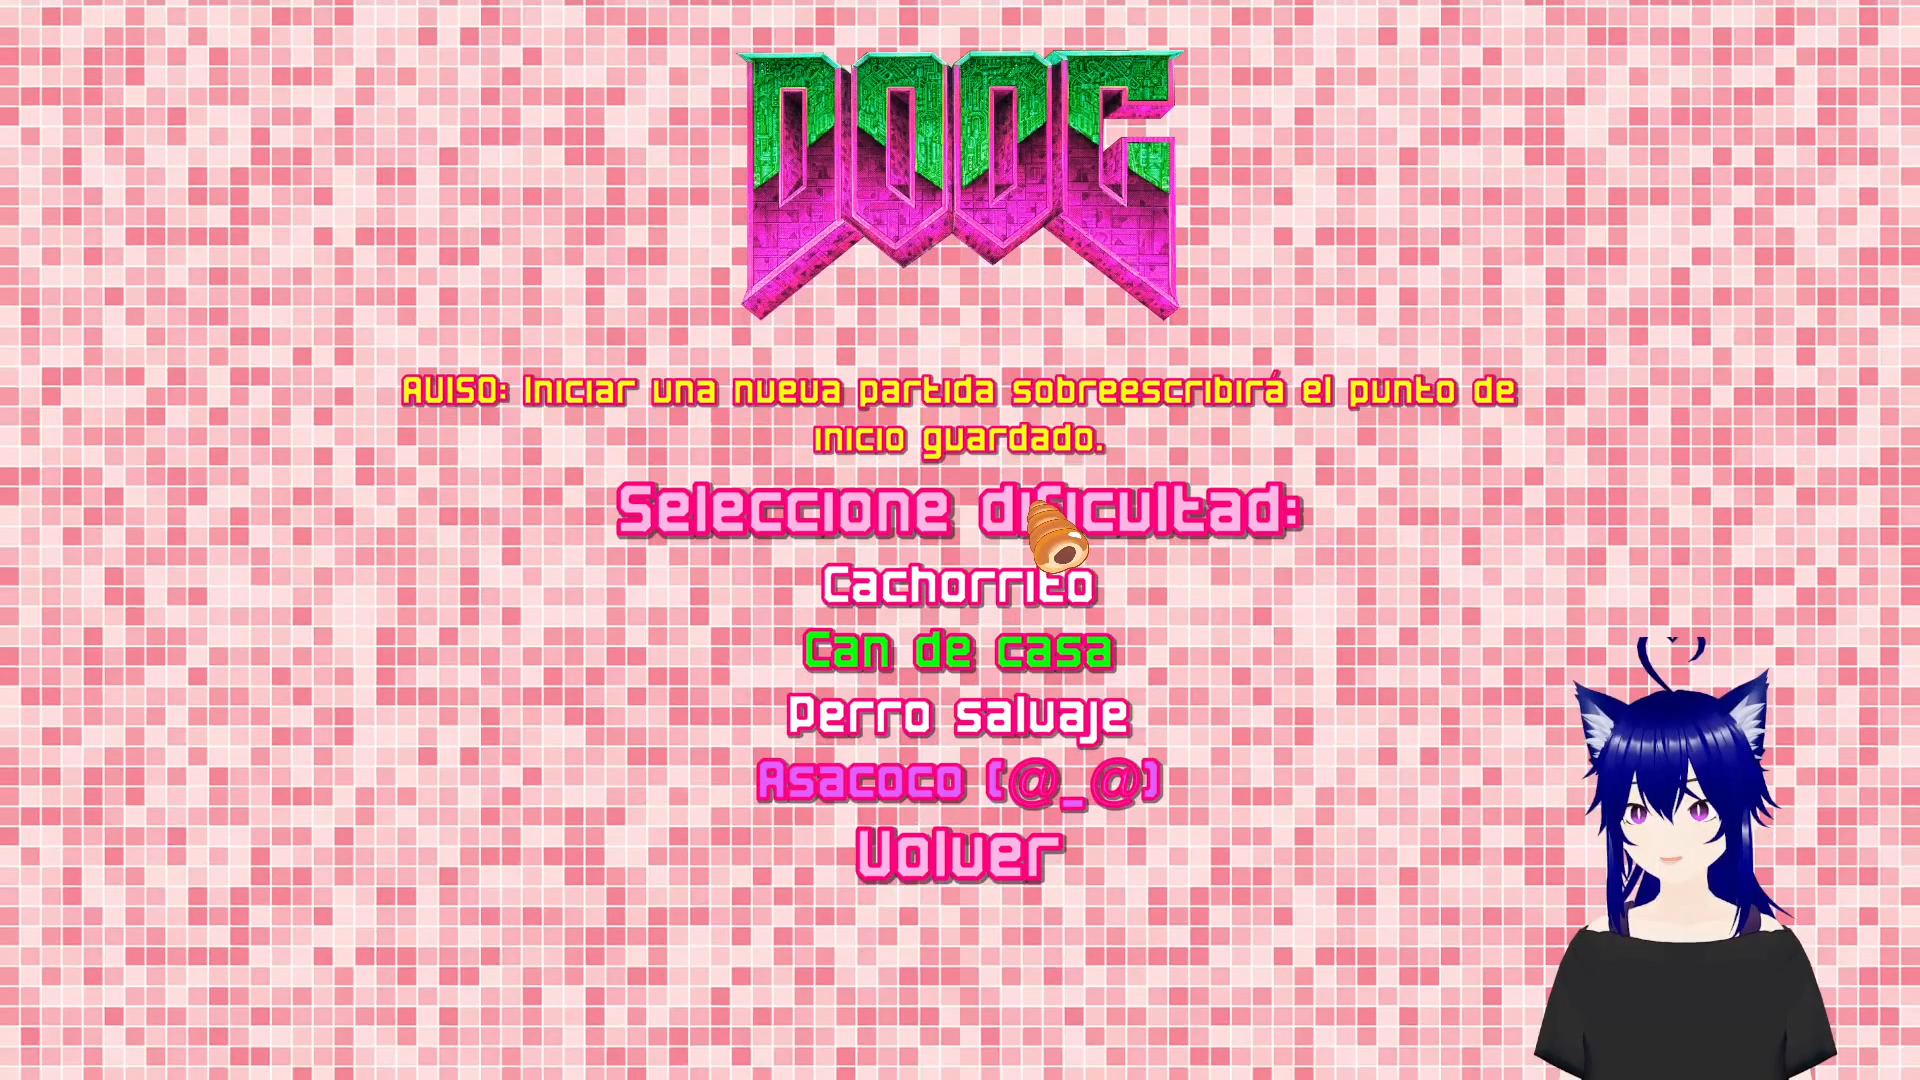 DOOG
AVISO: Iniciar una nueva partida sobreescribirá el punto de
inicio guardado.
Seleccione dificultad:
Cachorrito
Can de casa
Perro salvaje
Asacoco (@_@)
Volver